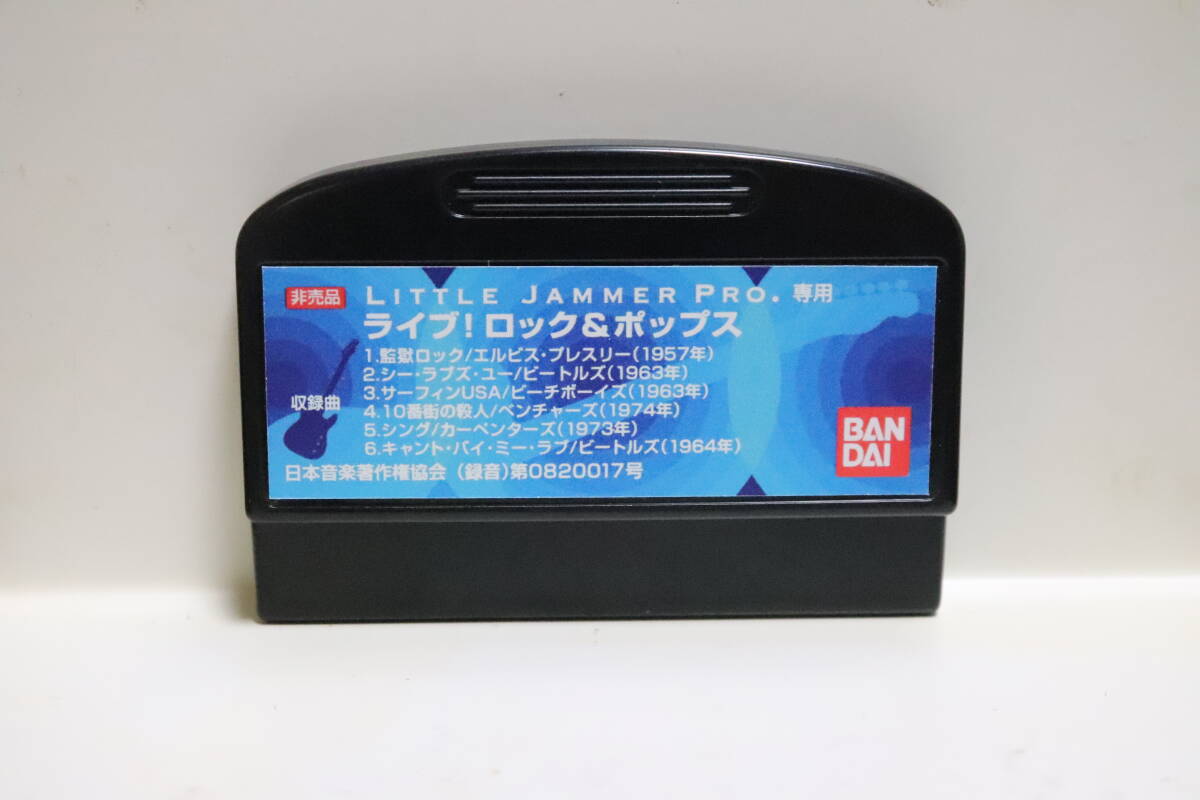 非売品 LITTLE JAMMER PRO. 専用
ライブ!ロック&ポップス
収録曲
1.監獄ロック/エルビス・プレスリー(1957年)
2.シー・ラブズ・ユー/ビートルズ(1963年)
3.サーフィンUSA/ビーチボーイズ(1963年)
4.10番街の殺人/ベンチャーズ(1974年)
5.シング/カーペンターズ(1973年)
6.キャント・バイ・ミー・ラブ/ビートルズ(1964年)
日本音楽著作権協会 (録音)第0820017号
BAN
DAI